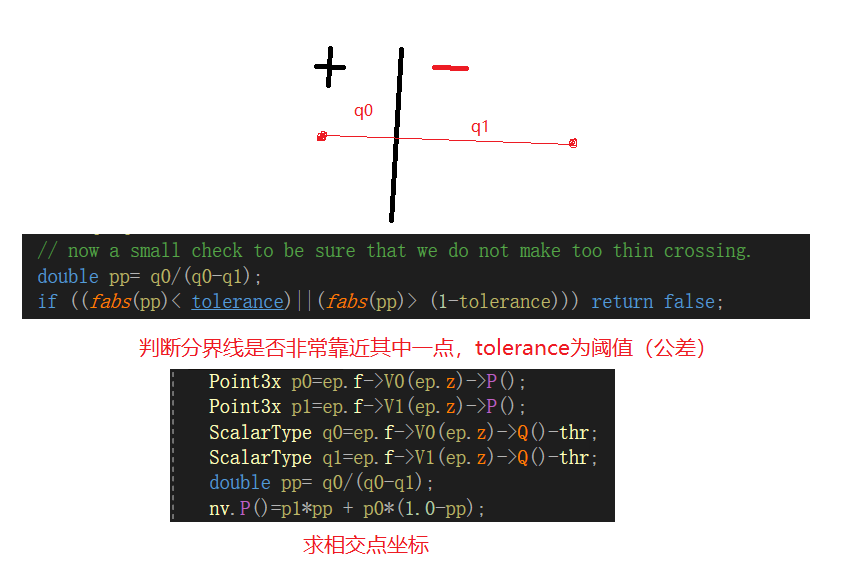 + −
q0
q1
// now a small check to be sure that we do not make too thin crossing.
double pp= q0/(q0-q1);
if ((fabs(pp)< tolerance)||(fabs(pp)> (1-tolerance))) return false;
判断分界线是否非常靠近其中一点，tolerance为阈值（公差）
Point3x p0=ep.f->V0(ep.z)->P();
Point3x p1=ep.f->V1(ep.z)->P();
ScalarType q0=ep.f->V0(ep.z)->Q()-thr;
ScalarType q1=ep.f->V1(ep.z)->Q()-thr;
double pp= q0/(q0-q1);
nv.P()=p1*pp + p0*(1.0-pp);
求相交点坐标